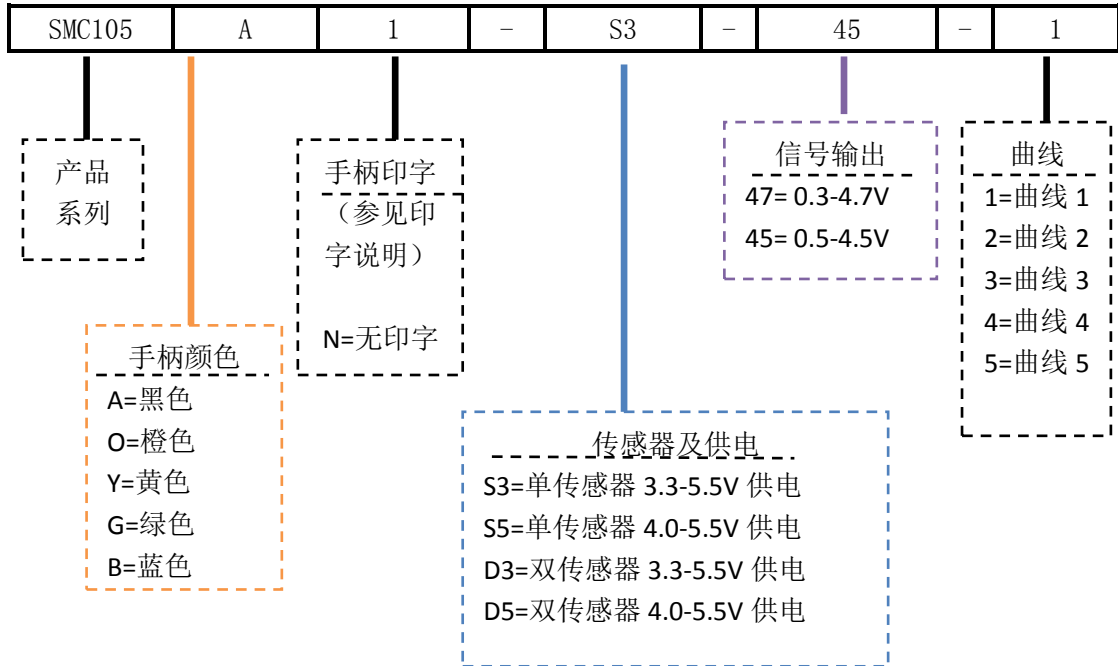 SMC105 A 1 - S3 - 45 - 1
产品
系列
手柄印字
（参见印
字说明）
N=无印字
信号输出
47= 0.3-4.7V
45= 0.5-4.5V
曲线
1=曲线 1
2=曲线 2
3=曲线 3
4=曲线 4
5=曲线 5
手柄颜色
A=黑色
O=橙色
Y=黄色
G=绿色
B=蓝色
传感器及供电
S3=单传感器 3.3-5.5V 供电
S5=单传感器 4.0-5.5V 供电
D3=双传感器 3.3-5.5V 供电
D5=双传感器 4.0-5.5V 供电